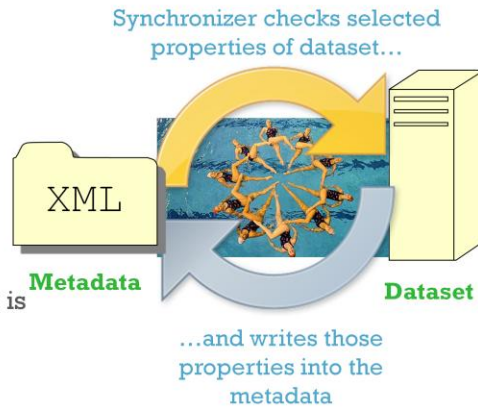 Synchronizer checks selected
properties of dataset…
XML
Metadata
Dataset
is
…and writes those
properties into the
metadata